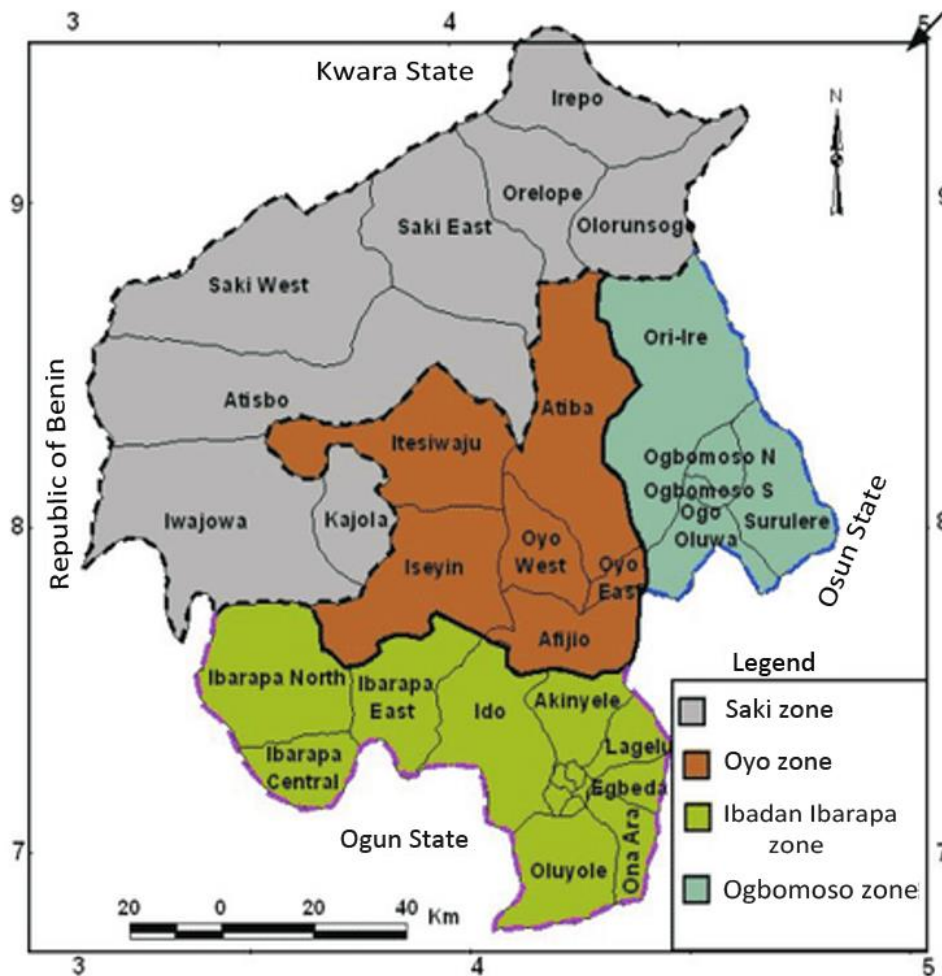 3
4
5
Kwara State
N
Irepo
9
9
Orelope
Saki East
Olorunsogo
Saki West
Ori-Ire
Republic of Benin
Atisbo
Atiba
Itesiwaju
Ogbomoso N
Ogbomoso S
8
8
Iwajowa
Kajola
Ogo
Oluwa
Surulere
Osun State
Iseyin
Oyo
West
Oyo
East
Afijio
Legend
Ibarapa North
Ibarapa
East
Ido
Akinyele
Saki zone
Ibarapa
Central
Lagelu
Egbeda
Oyo zone
Ogun State
Ibadan Ibarapa
zone
7
7
Oluyole
Ona Ara
Ogbomoso zone
20 0 20 40 Km
3
4
5